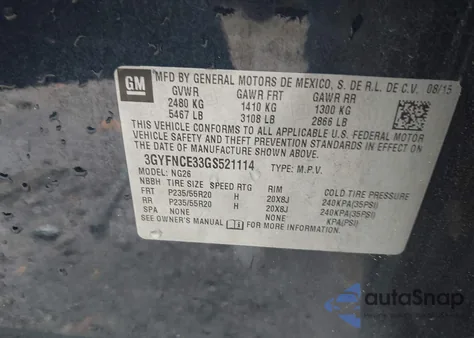 GM
MFD BY GENERAL MOTORS DE MEXICO, S. DE R.L. DE C.V. 08/15
GVWR GAWR FRT GAWR RR
2480 KG 1410 KG 1300 KG
5467 LB 3108 LB 2866 LB
THIS VEHICLE CONFORMS TO ALL APPLICABLE U.S. FEDERAL MOTOR
VEHICLE SAFETY AND THEFT PREVENTION STANDARDS IN EFFECT ON
THE DATE OF MANUFACTURE SHOWN ABOVE.
3GYFNCE33GS521114 TYPE: M.P.V.
MODEL: NG26
NBBH TIRE SIZE SPEED RTG RIM COLD TIRE PRESSURE
FRT P235/55R20 H 20X8J 240KPA(35PSI)
RR P235/55R20 H 20X8J 240KPA(35PSI)
SPA NONE NONE KPA(PSI)
SEE OWNER'S MANUAL FOR ADDITIONAL INFORMATION.
autoSnap